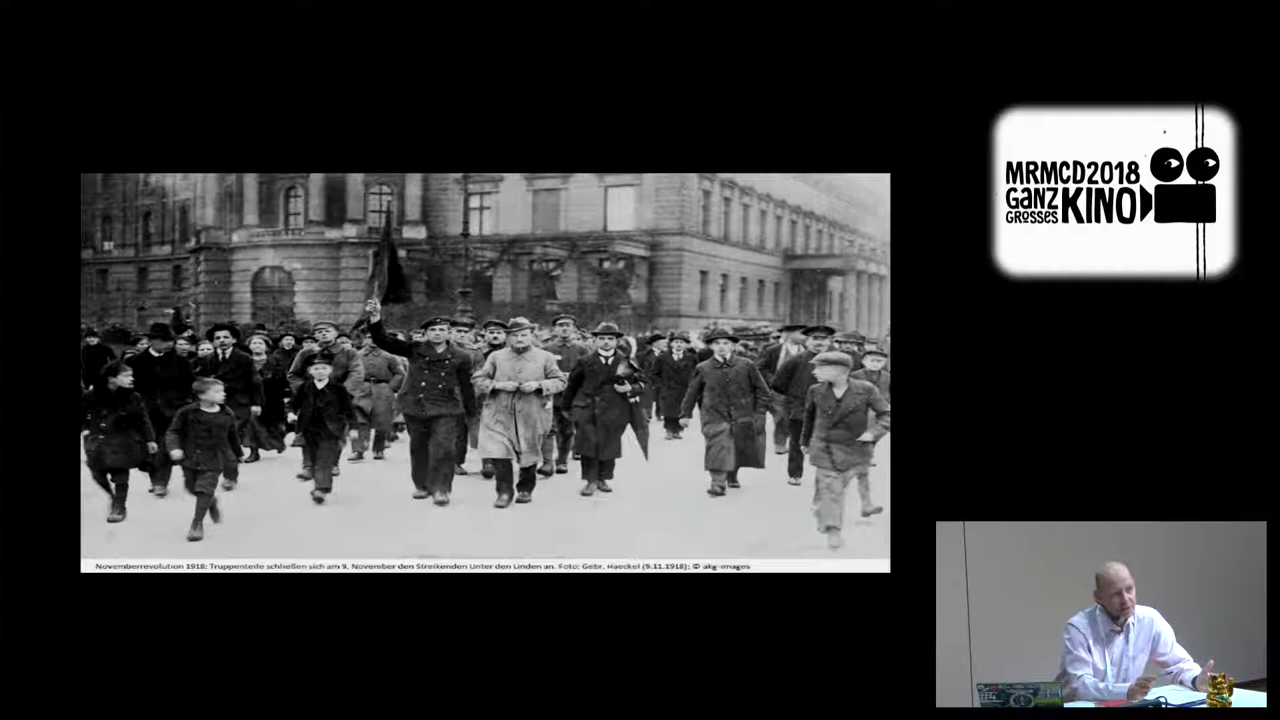 MRMCD2018
GANZ
GROSSES
KINO
Novemberrevolution 1918: Truppenteile schließen sich am 9. November den Streikenden Unter den Linden an. Foto: Gebr. Haeckel (9.11.1918); © akg-images